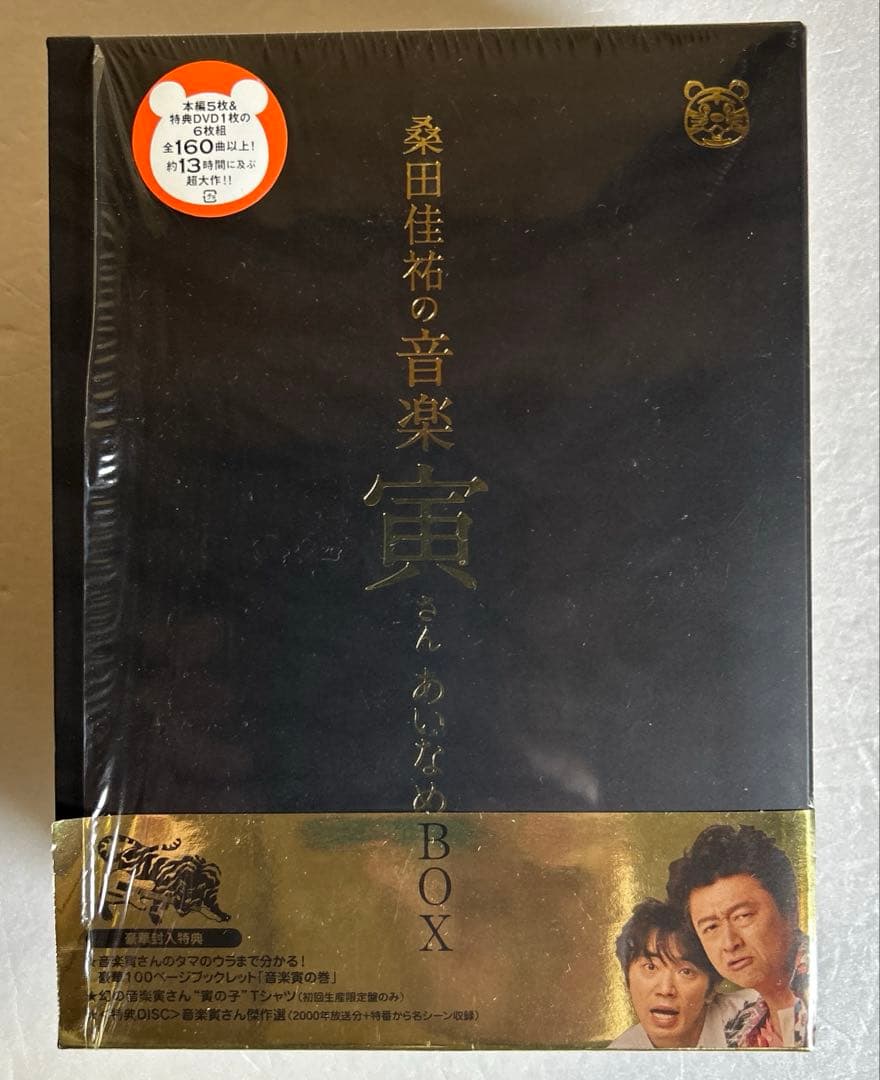 本編5枚&
特典DVD1枚の
6枚組
全160曲以上!
約13時間に及ぶ
超大作!!
桑田佳祐の音楽寅さん あいなめBOX
豪華封入特典
★音楽寅さんのタマのウラまで分かる!
豪華100ページブックレット「音楽寅の巻」
★幻の音楽寅さん“寅の子”Tシャツ(初回生産限定盤のみ)
★<特典DISC>音楽寅さん傑作選(2000年放送分+特番から名シーン収録)